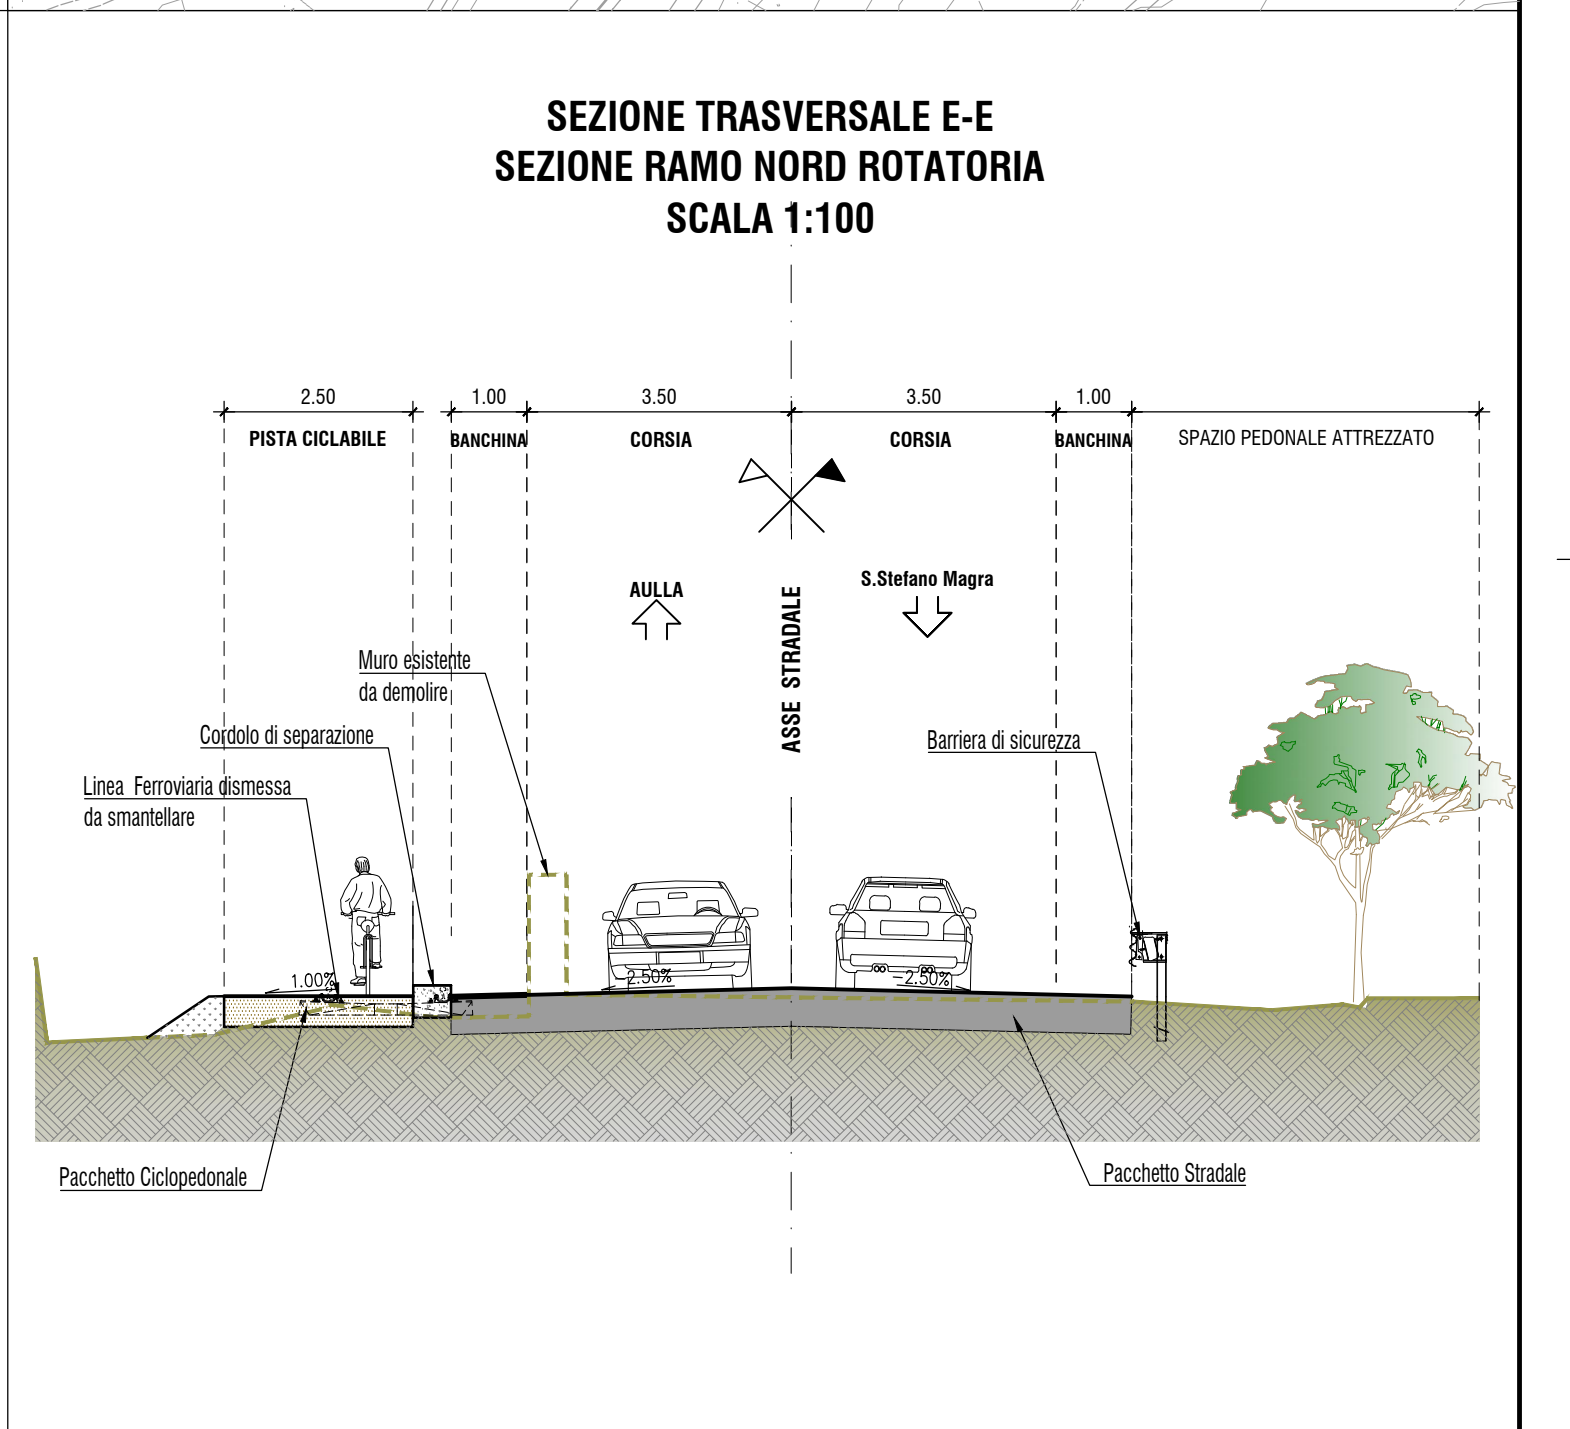 SEZIONE TRASVERSALE E-E
SEZIONE RAMO NORD ROTATORIA
SCALA 1:100
2.50
1.00
3.50
3.50
1.00
PISTA CICLABILE
BANCHINA
CORSIA
CORSIA
BANCHINA
SPAZIO PEDONALE ATTREZZATO
AULLA
S.Stefano Magra
ASSE STRADALE
Muro esistente
da demolire
Cordolo di separazione
Barriera di sicurezza
Linea Ferroviaria dismessa
da smantellare
1.00%
2.50%
2.50%
Pacchetto Ciclopedonale
Pacchetto Stradale